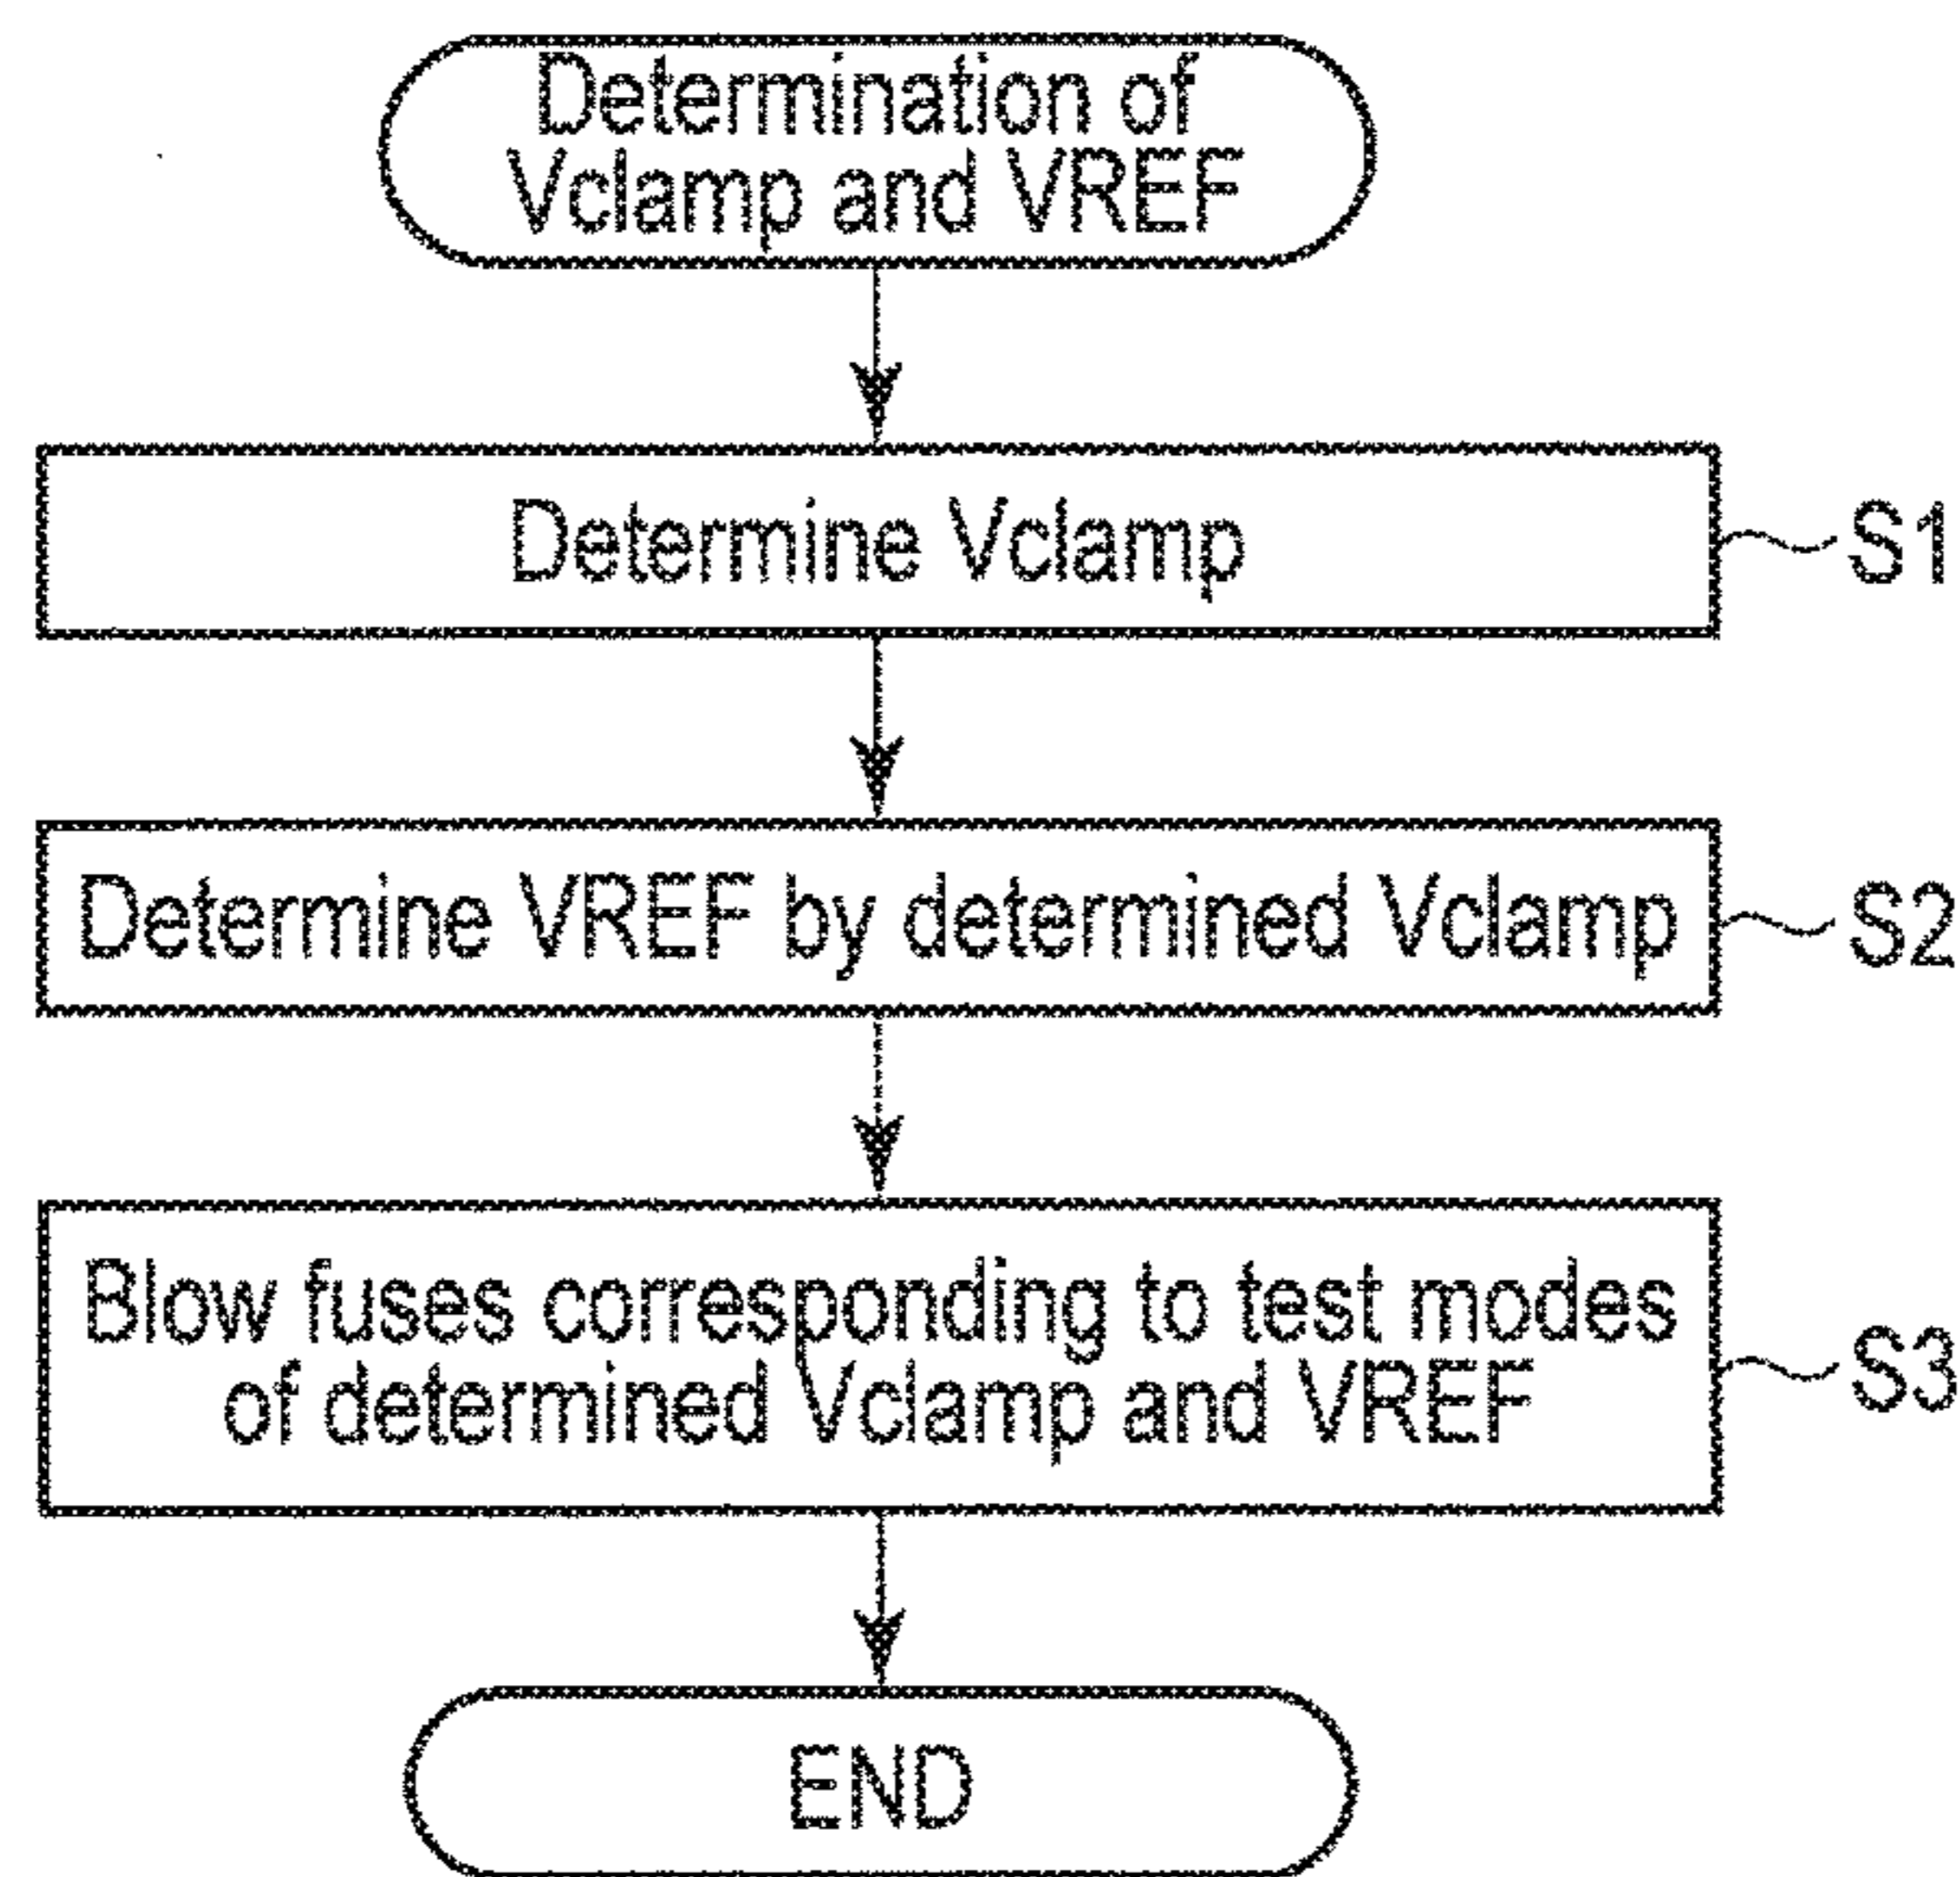 Determination of
Vclamp and VREF
Determine Vclamp
S1
Determine VREF by determined Vclamp
S2
Blow fuses corresponding to test modes
of determined Vclamp and VREF
S3
END